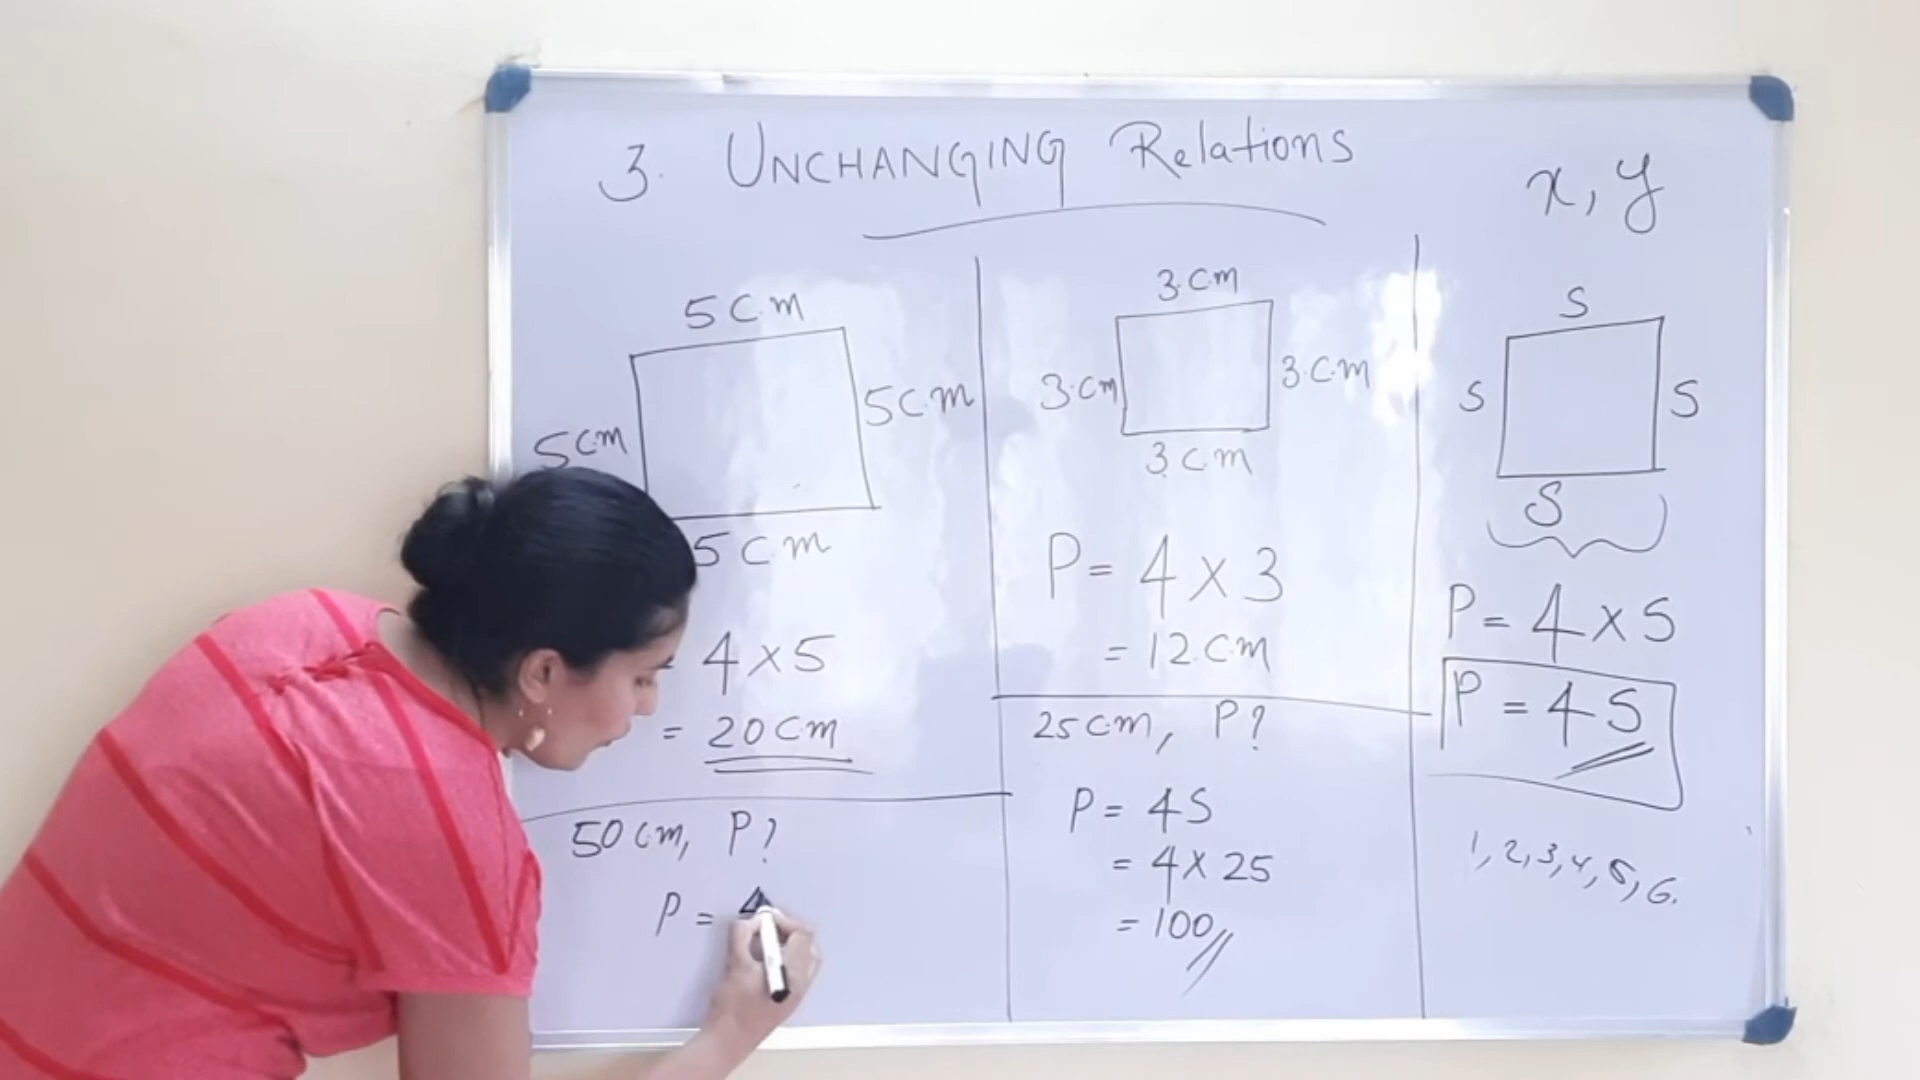 3. UNCHANGING Relations
x, y
5 cm
5 cm
5 cm
5 cm
= 4 x 5
= 20 cm
50 cm, P?
P = 4
3 cm
3 cm
3 cm
3 cm
P = 4 x 3
= 12 cm
25 cm, P?
P = 4S
= 4 x 25
= 100
S
S
S
S
P = 4 x S
P = 4S
1, 2, 3, 4, 5, 6.